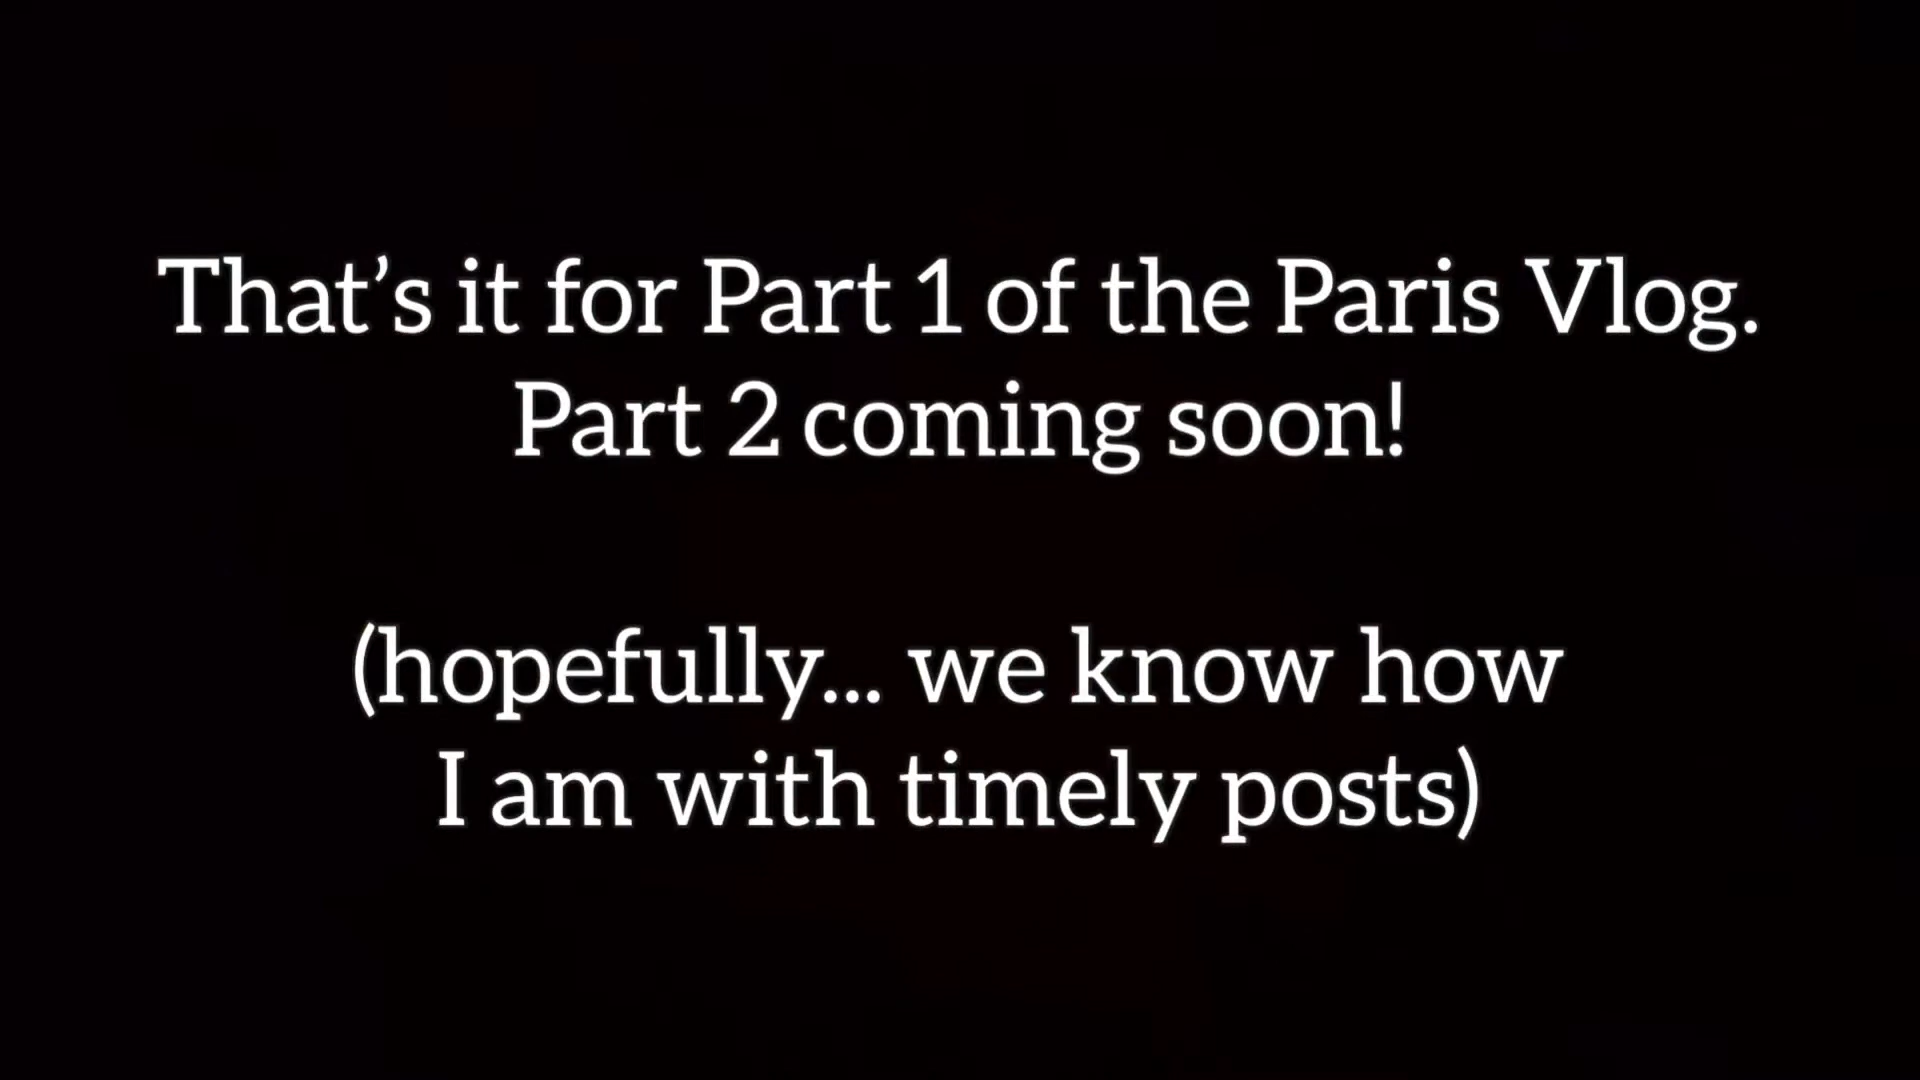 That’s it for Part 1 of the Paris Vlog.
Part 2 coming soon!
(hopefully... we know how
I am with timely posts)